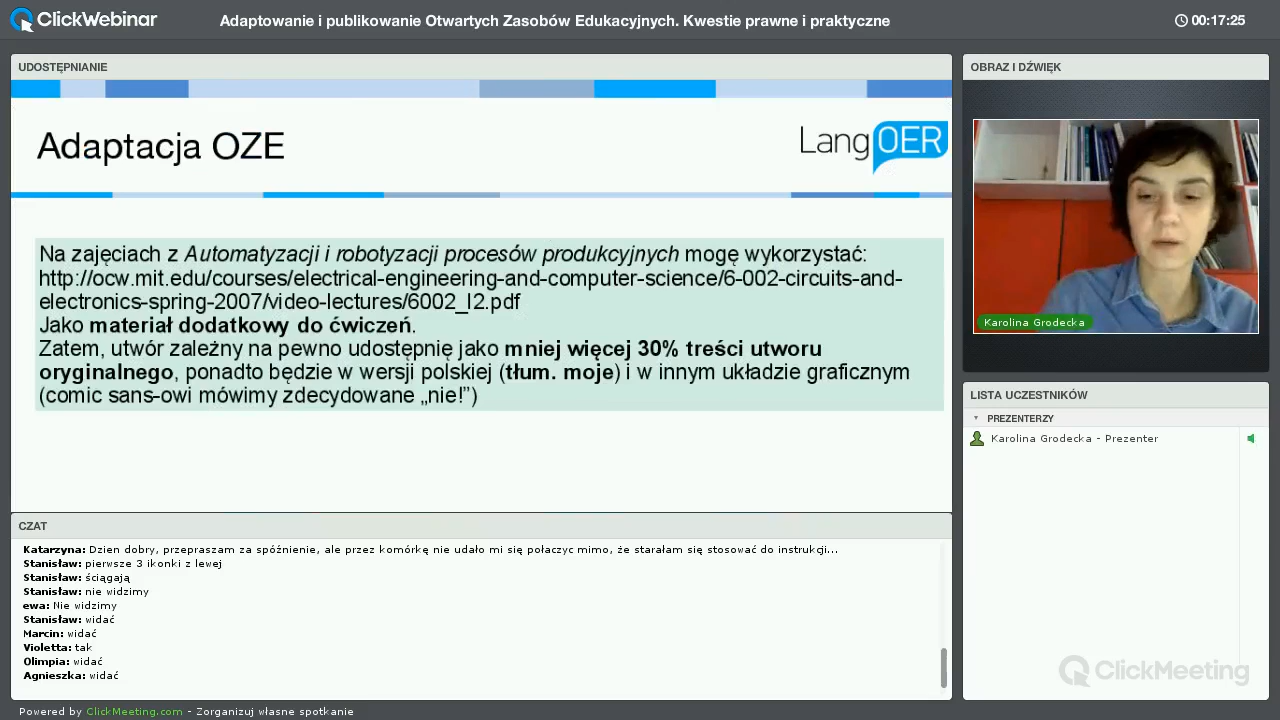 ClickWebinar
Adaptowanie i publikowanie Otwartych Zasobów Edukacyjnych. Kwestie prawne i praktyczne
00:17:25
UDOSTĘPNIANIE
Adaptacja OZE
LangOER
Na zajęciach z Automatyzacji i robotyzacji procesów produkcyjnych mogę wykorzystać:
http://ocw.mit.edu/courses/electrical-engineering-and-computer-science/6-002-circuits-and-
electronics-spring-2007/video-lectures/6002_l2.pdf
Jako materiał dodatkowy do ćwiczeń.
Zatem, utwór zależny na pewno udostępnię jako mniej więcej 30% treści utworu
oryginalnego, ponadto będzie w wersji polskiej (tłum. moje) i w innym układzie graficznym
(comic sans-owi mówimy zdecydowane „nie!”)
CZAT
Katarzyna: Dzien dobry, przepraszam za spóźnienie, ale przez komórkę nie udało mi się połaczyc mimo, że starałam się stosować do instrukcji...
Stanisław: pierwsze 3 ikonki z lewej
Stanisław: ściągają
Stanisław: nie widzimy
ewa: Nie widzimy
Stanisław: widać
Marcin: widać
Violetta: tak
Olimpia: widać
Agnieszka: widać
OBRAZ I DŹWIĘK
Karolina Grodecka
LISTA UCZESTNIKÓW
PREZENTERZY
Karolina Grodecka - Prezenter
ClickMeeting
Powered by ClickMeeting.com - Zorganizuj własne spotkanie